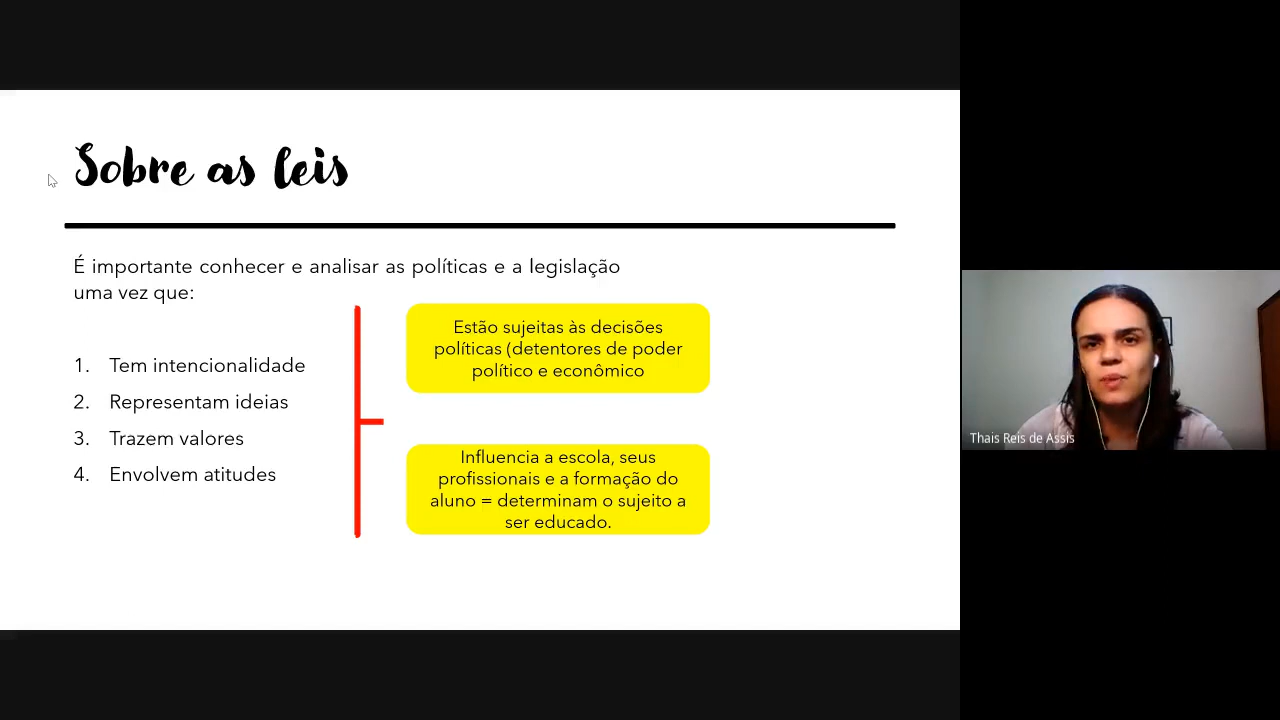 Sobre as leis
É importante conhecer e analisar as políticas e a legislação
uma vez que:
1. Tem intencionalidade
2. Representam ideias
3. Trazem valores
4. Envolvem atitudes
Estão sujeitas às decisões
políticas (detentores de poder
político e econômico
Influencia a escola, seus
profissionais e a formação do
aluno = determinam o sujeito a
ser educado.
Thais Reis de Assis